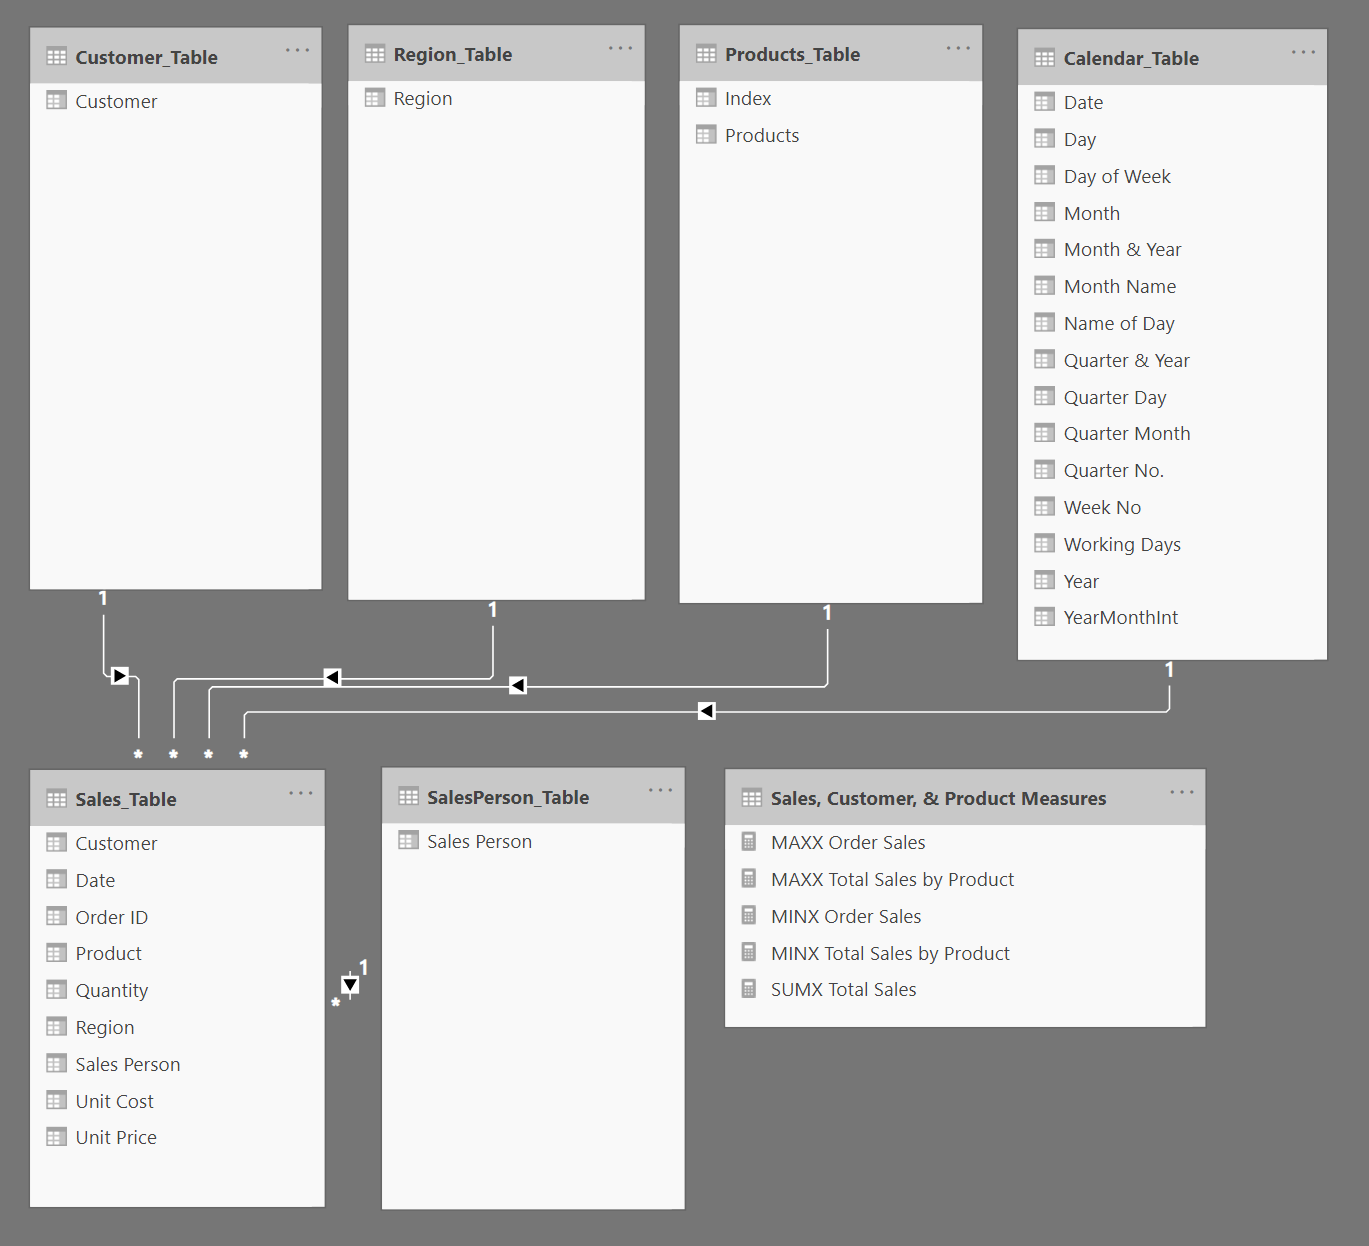 Customer_Table
Customer
Region_Table
Region
Products_Table
Index
Products
Calendar_Table
Date
Day
Day of Week
Month
Month & Year
Month Name
Name of Day
Quarter & Year
Quarter Day
Quarter Month
Quarter No.
Week No
Working Days
Year
YearMonthInt
1
1
1
1
* * * *
Sales_Table
Customer
Date
Order ID
Product
Quantity
Region
Sales Person
Unit Cost
Unit Price
1
*
SalesPerson_Table
Sales Person
Sales, Customer, & Product Measures
MAXX Order Sales
MAXX Total Sales by Product
MINX Order Sales
MINX Total Sales by Product
SUMX Total Sales